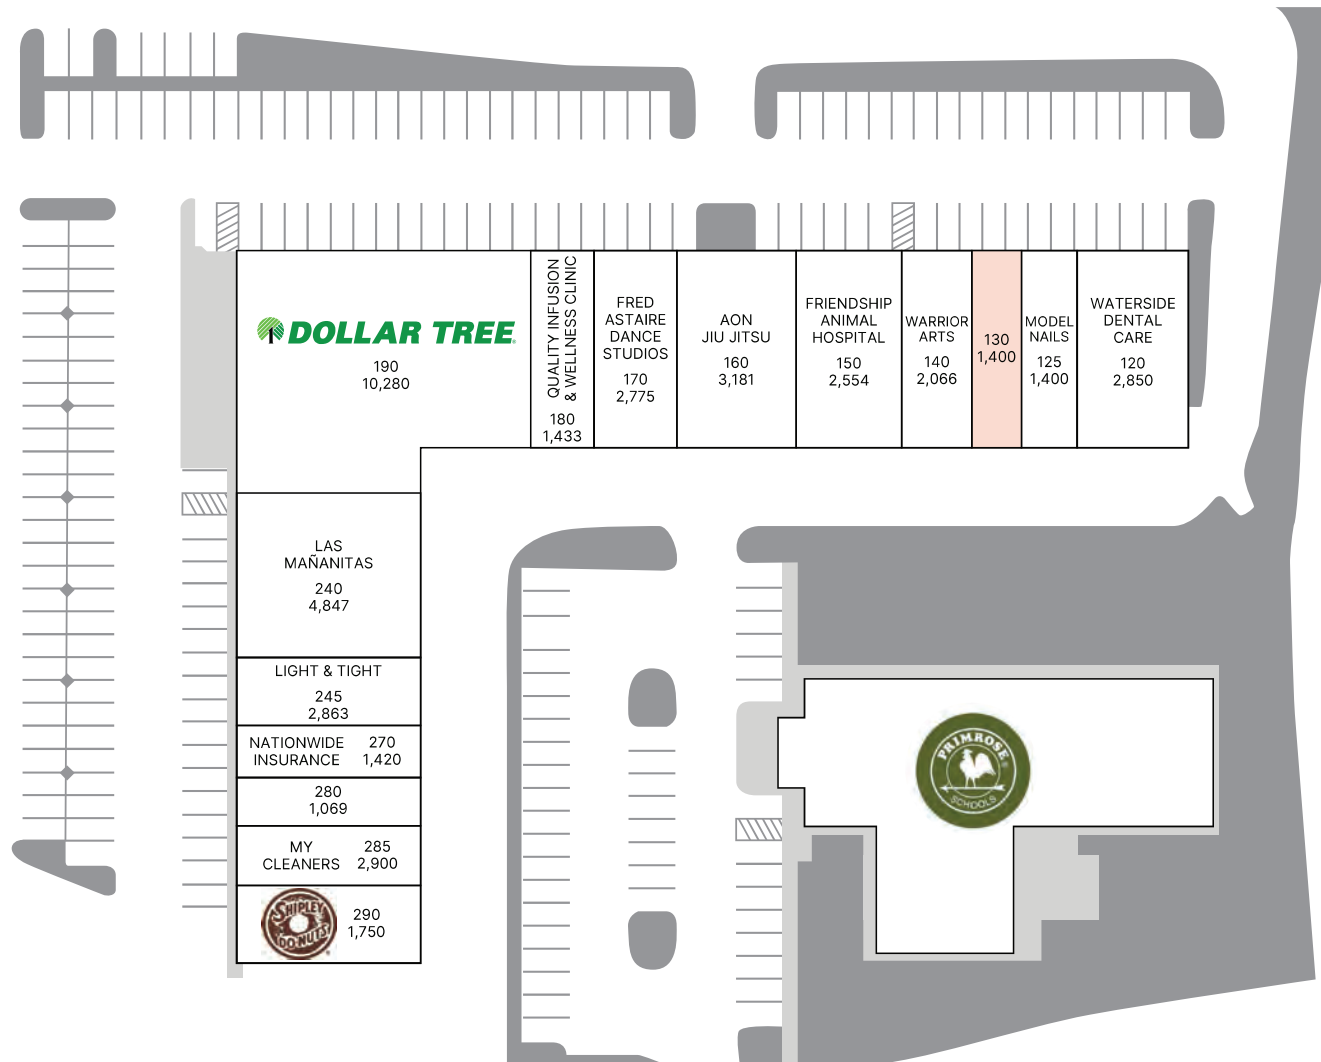 DOLLAR TREE
190
10,280
QUALITY INFUSION
& WELLNESS CLINIC
180
1,433
FRED
ASTAIRE
DANCE
STUDIOS
170
2,775
AON
JIU JITSU
160
3,181
FRIENDSHIP
ANIMAL
HOSPITAL
150
2,554
WARRIOR
ARTS
140
2,066
130
1,400
MODEL
NAILS
125
1,400
WATERSIDE
DENTAL
CARE
120
2,850
LAS
MAÑANITAS
240
4,847
LIGHT & TIGHT
245
2,863
NATIONWIDE
INSURANCE
270
1,420
280
1,069
MY
CLEANERS
285
2,900
SHIPLEY
DO-NUTS
290
1,750
PRIMROSE®
SCHOOLS